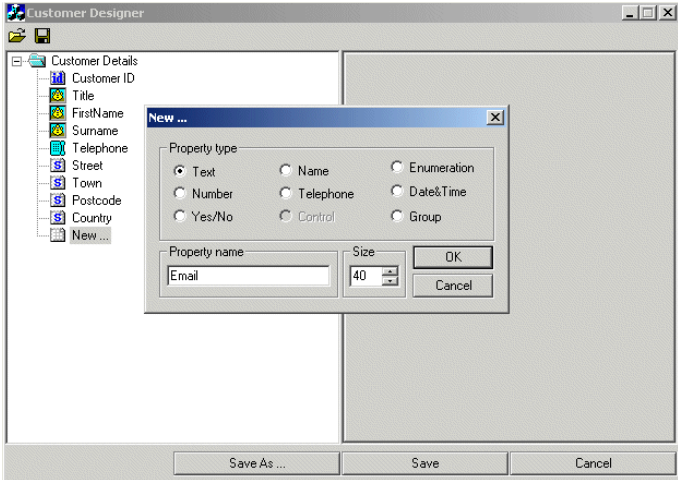 Customer Designer
Customer Details
id Customer ID
Title
FirstName
Surname
Telephone
S Street
S Town
S Postcode
S Country
New ...
New ...
Property type
Text Name Enumeration
Number Telephone Date&Time
Yes/No Control Group
Property name Size OK
Email 40
Cancel
Save As ... Save Cancel